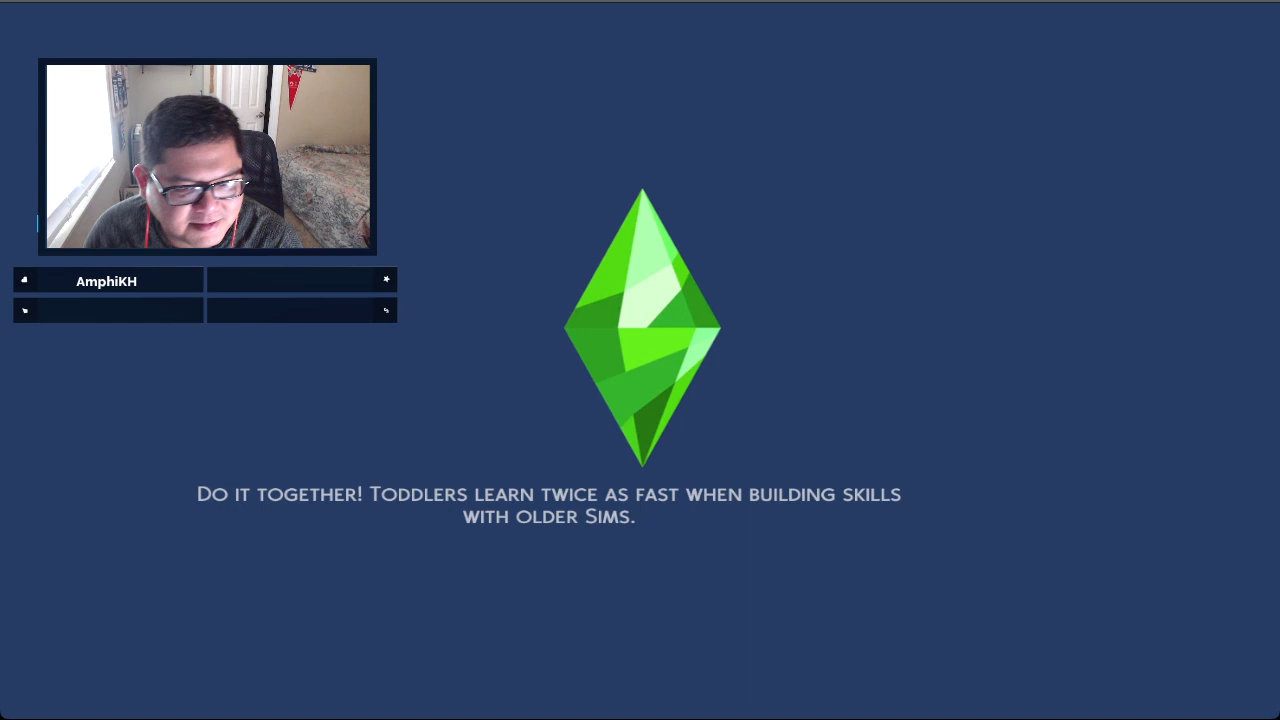 AmphiKH
Do it together! Toddlers learn twice as fast when building skills
with older Sims.